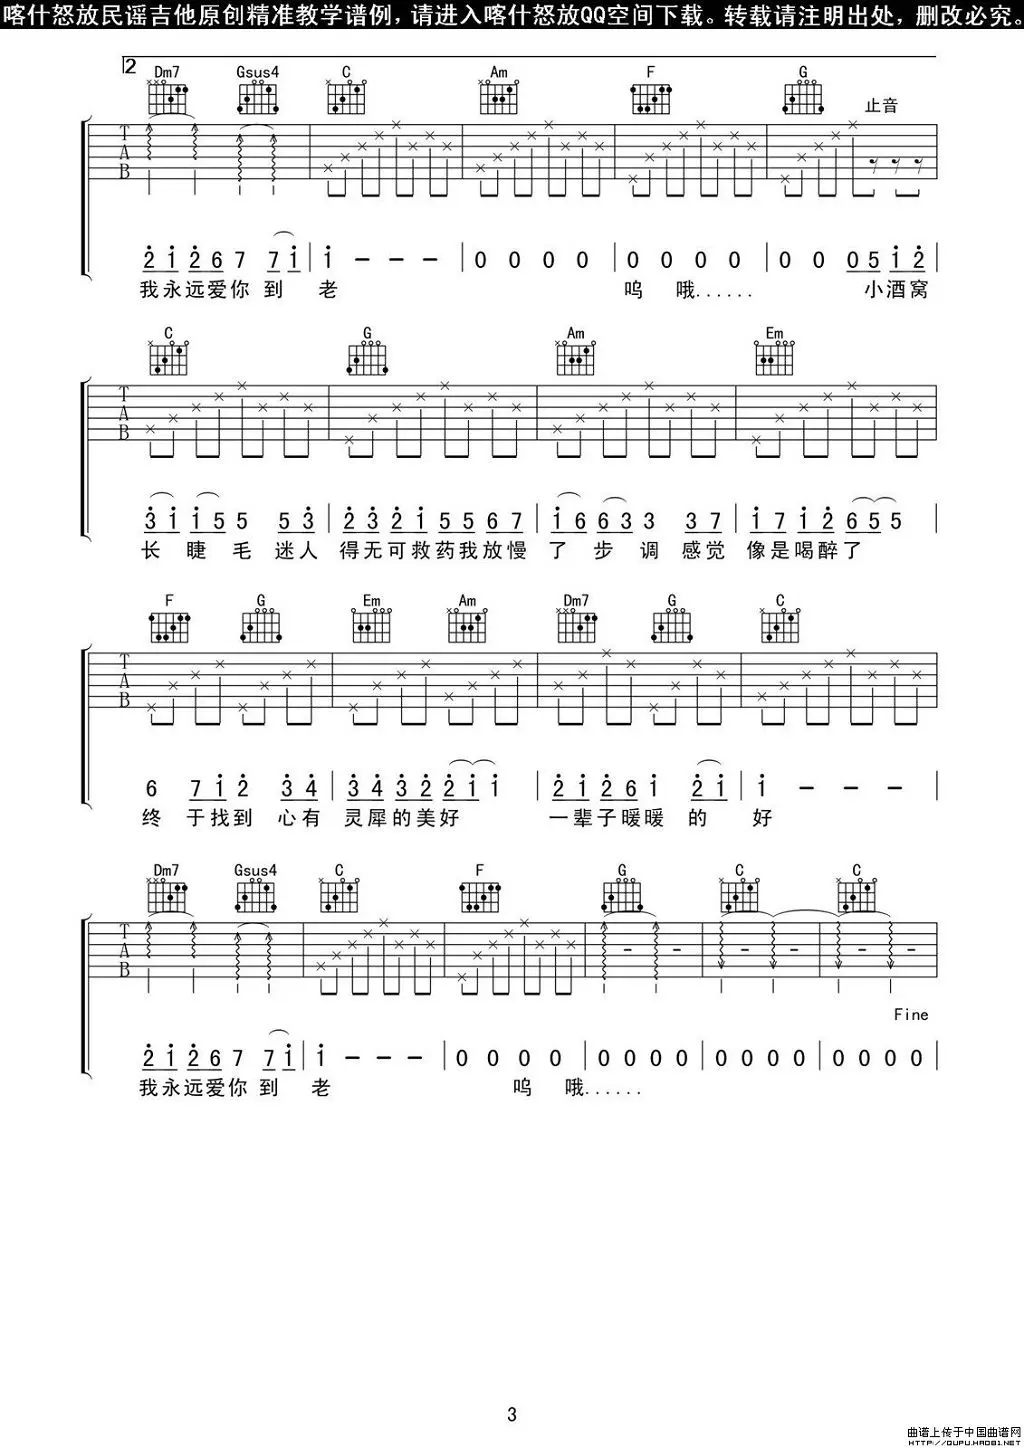 喀什怒放民谣吉他原创精准教学谱例，请进入喀什怒放QQ空间下载。转载请注明出处，删改必究。
2
Dm7 Gsus4 C Am F G
止音
T
A
B
2 1 2 6 7 7 1 | 1 - - - | 0 0 0 0 | 0 0 0 0 | 0 0 0 5 1 2
我永远爱你到 老 呜 哦...... 小酒窝
C G Am Em
T
A
B
3 1 1 5 5 5 3 | 2 3 2 1 5 5 6 7 | 1 6 6 3 3 3 7 | 1 7 1 2 6 5 5 |
长 睫 毛 迷人 得无可救药我放慢 了 步 调 感觉 像是喝醉了
F G Em Am Dm7 G C
T
A
B
6 7 1 2 3 4 | 3 4 3 2 2 1 1 | 2 1 2 6 1 2 1 | 1 - - - |
终 于找到 心有 灵犀的美好 一辈子暖暖 的 好
Dm7 Gsus4 C F G C C
T
A
B
Fine
2 1 2 6 7 7 1 | 1 - - - | 0 0 0 0 | 0 0 0 0 | 0 0 0 0 | 0 0 0 0 |
我永远爱你到 老 呜 哦......
3
曲谱上传于中国曲谱网
HTTP://QUPU.HAO81.NET